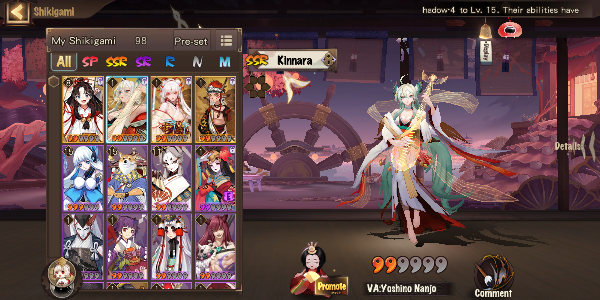 Shikigami
hadow-4 to Lv. 15. Their abilities have
My Shikigami 98 Pre-set
All SP SSR SR R N M
SSR Kinnara
Details
Promote
VA:Yoshino Nanjo
Comment